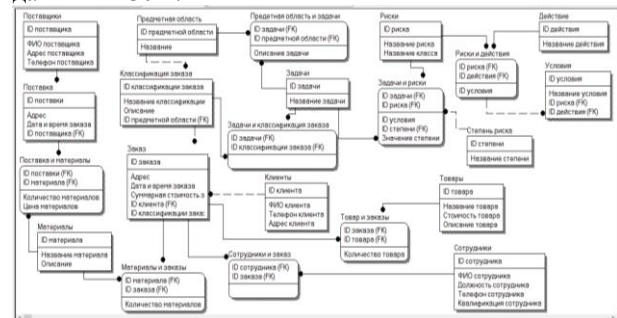 Поставщики
ID поставщика
ФИО поставщика
Адрес поставщика
Телефон поставщика
Поставка
ID поставки
Адрес
Дата и время заказа
ID поставщика (FK)
Поставка и материалы
ID поставки (FK)
ID материала (FK)
Количество материалов
Цена материалов
Материалы
ID материала
Название материала
Описание
Предметная область
ID предметной области
Название
Классификация заказа
ID классификации заказа
Название классификации
Описание
ID предметной области (FK)
Заказ
ID заказа
Адрес
Дата и время заказа
Суммарная стоимость з
ID клиента (FK)
ID классификации заказ
Материалы и заказы
ID материала (FK)
ID заказа (FK)
Количество материалов
Предетная область и задачи
ID задачи (FK)
ID предметной области (FK)
Описание задачи
Задачи
ID задачи
Название задачи
Задачи и классификация заказа
ID задачи (FK)
ID классификации заказа (FK)
Клиенты
ID клиента
ФИО клиента
Телефон клиента
Адрес клиента
Сотрудники и заказ
ID сотрудника (FK)
ID заказа (FK)
Риски
ID риска
Название риска
Название класса
Задачи и риски
ID задачи (FK)
ID риска (FK)
ID условия
ID степени (FK)
Значение степени
Товар и заказы
ID заказа (FK)
ID товара (FK)
Количество товара
Риски и действия
ID риска (FK)
ID действия (FK)
ID условия
Действие
ID действия
Название действия
Условия
ID условия
Название условия
ID риска (FK)
ID действия (FK)
Степень риска
ID степени
Название степени
Товары
ID товара
Название товара
Стоимость товара
Описание товара
Сотрудники
ID сотрудника
ФИО сотрудника
Должность сотрудника
Телефон сотрудника
Квалификация сотрудника